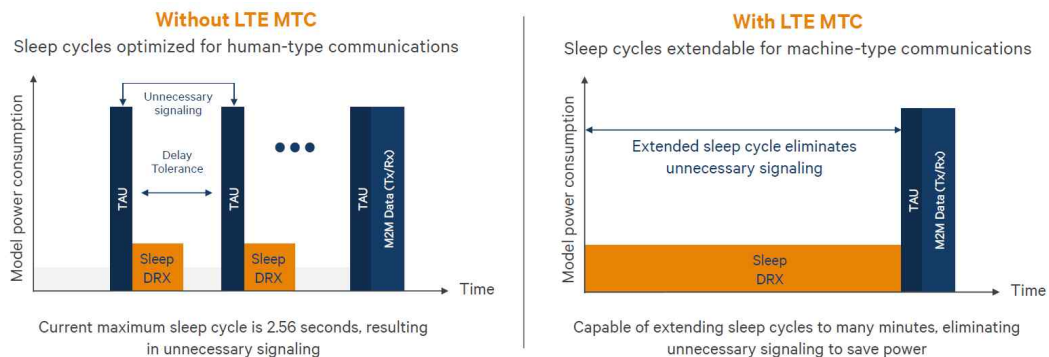 Without LTE MTC
Sleep cycles optimized for human-type communications
Model power consumption
Unnecessary
signaling
Delay
Tolerance
TAU
Sleep
DRX
TAU
Sleep
DRX
TAU
M2M Data (Tx/Rx)
Time
Current maximum sleep cycle is 2.56 seconds, resulting
in unnecessary signaling
With LTE MTC
Sleep cycles extendable for machine-type communications
Model power consumption
Extended sleep cycle eliminates
unnecessary signaling
Sleep
DRX
TAU
M2M Data (Tx/Rx)
Time
Capable of extending sleep cycles to many minutes, eliminating
unnecessary signaling to save power